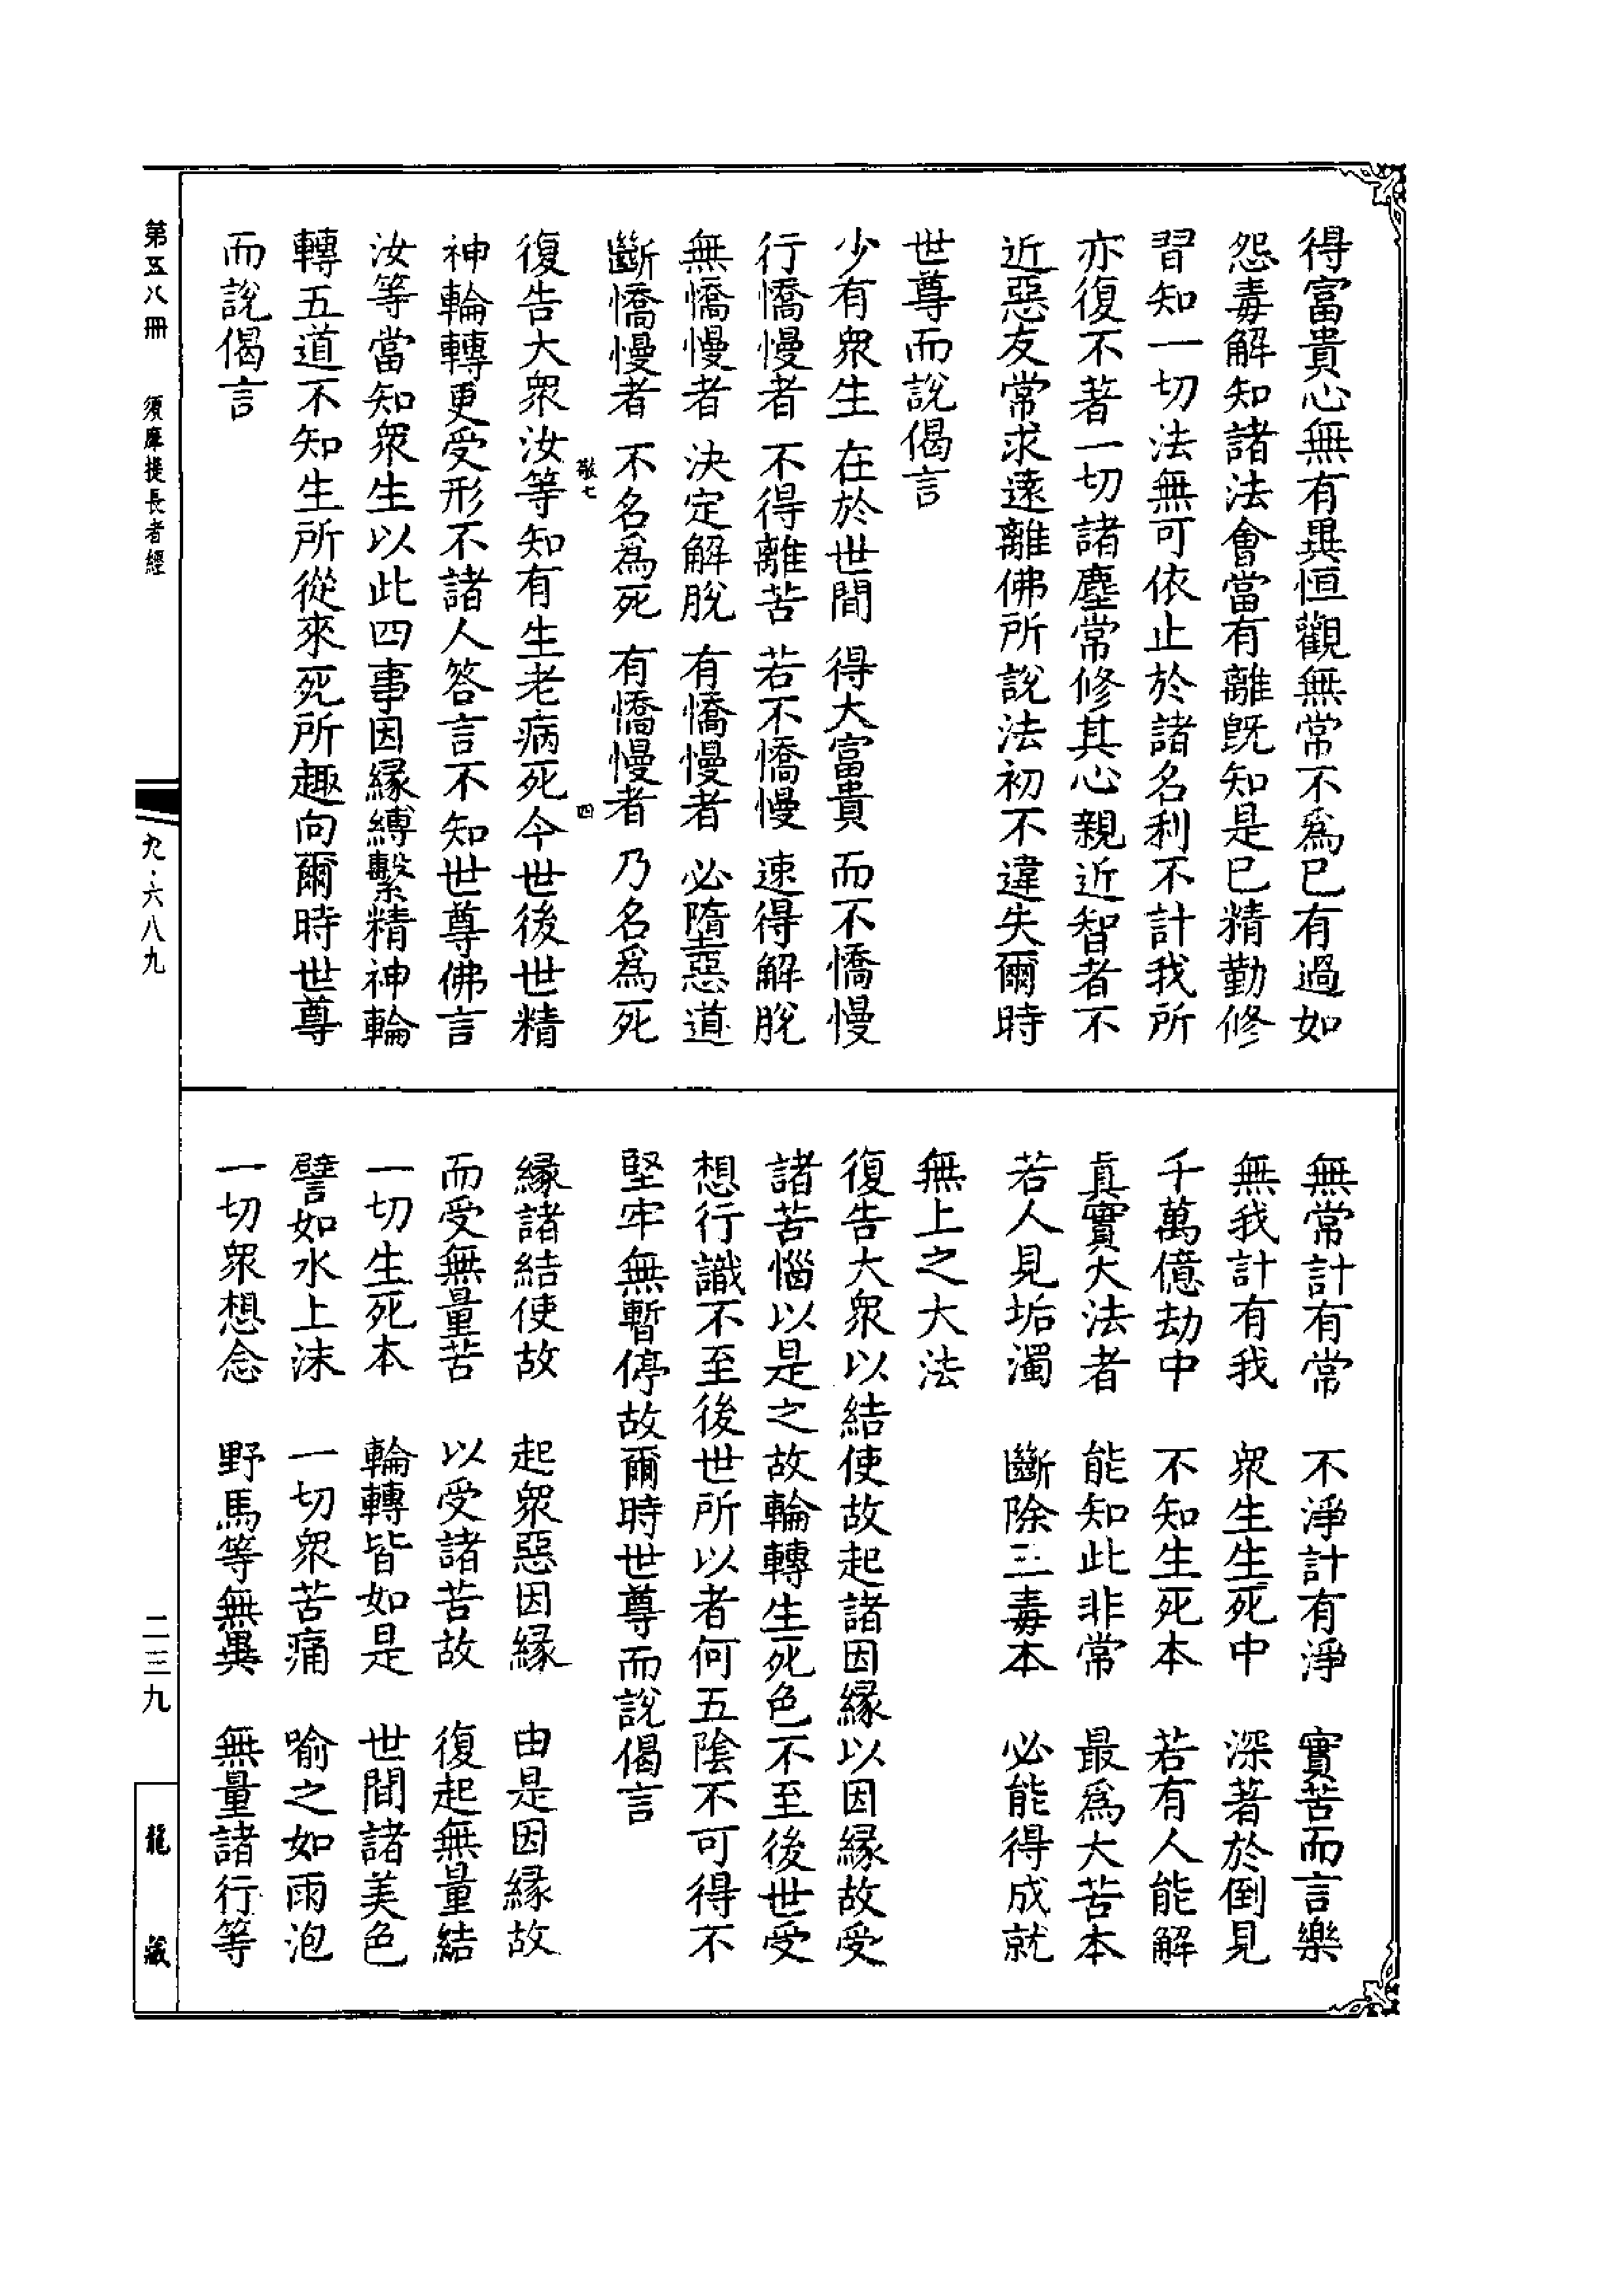 得富貴心無有異恒觀無常不爲已有過如
怨毒解知諸法會當有離旣知是已精勤修
習知一切法無可依止於諸名利不計我所
亦復不著一切諸塵常修其心親近智者不
近惡友常求遠離佛所說法初不違失爾時
世尊而說偈言
少有衆生　在於世間　得大富貴　而不憍慢
行憍慢者　不得離苦　若不憍慢　速得解脫
無憍慢者　決定解脫　有憍慢者　必墮惡道
斷憍慢者　不名爲死　有憍慢者　乃名爲死
敬七　四
復告大衆汝等知有生老病死今世後世精
神輪轉更受形不諸人答言不知世尊佛言
汝等當知衆生以此四事因緣縛繫精神輪
轉五道不知生所從來死所趣向爾時世尊
而說偈言
無常計有常　不淨計有淨　實苦而言樂
無我計有我　衆生生死中　深著於倒見
千萬億劫中　不知生死本　若有人能解
眞實大法者　能知此非常　最爲大苦本
若人見垢濁　斷除三毒本　必能得成就
無上之大法
復告大衆以結使故起諸因緣以因緣故受
諸苦惱以是之故輪轉生死色不至後世受
想行識不至後世所以者何五陰不可得不
堅牢無暫停故爾時世尊而說偈言
緣諸結使故　起衆惡因緣　由是因緣故
而受無量苦　以受諸苦故　復起無量結
一切生死本　輪轉皆如是　世間諸美色
譬如水上沫　一切衆苦痛　喻之如雨泡
一切衆想念　野馬等無異　無量諸行等
第五八冊　須摩提長者經
九·六八九
二三九
龍藏